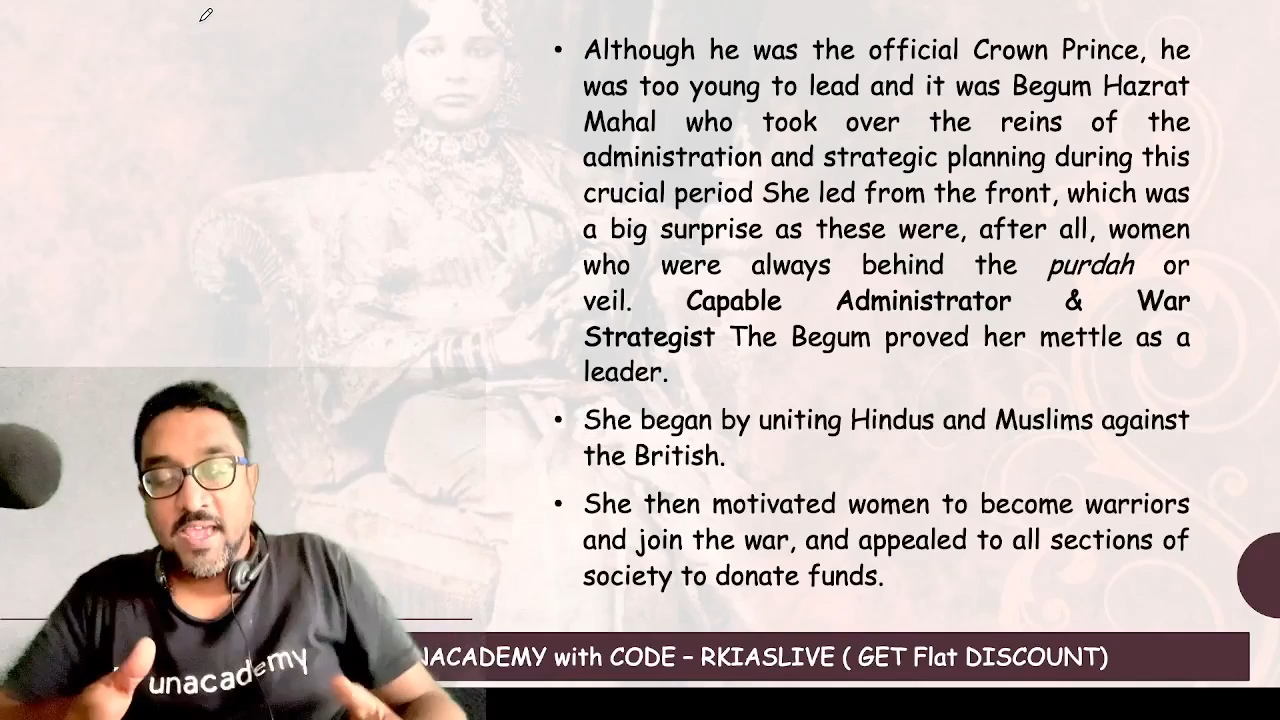 • Although he was the official Crown Prince, he
was too young to lead and it was Begum Hazrat
Mahal who took over the reins of the
administration and strategic planning during this
crucial period She led from the front, which was
a big surprise as these were, after all, women
who were always behind the purdah or
veil. Capable Administrator & War
Strategist The Begum proved her mettle as a
leader.
• She began by uniting Hindus and Muslims against
the British.
• She then motivated women to become warriors
and join the war, and appealed to all sections of
society to donate funds.
NACADEMY with CODE – RKIASLIVE ( GET Flat DISCOUNT)
unacademy